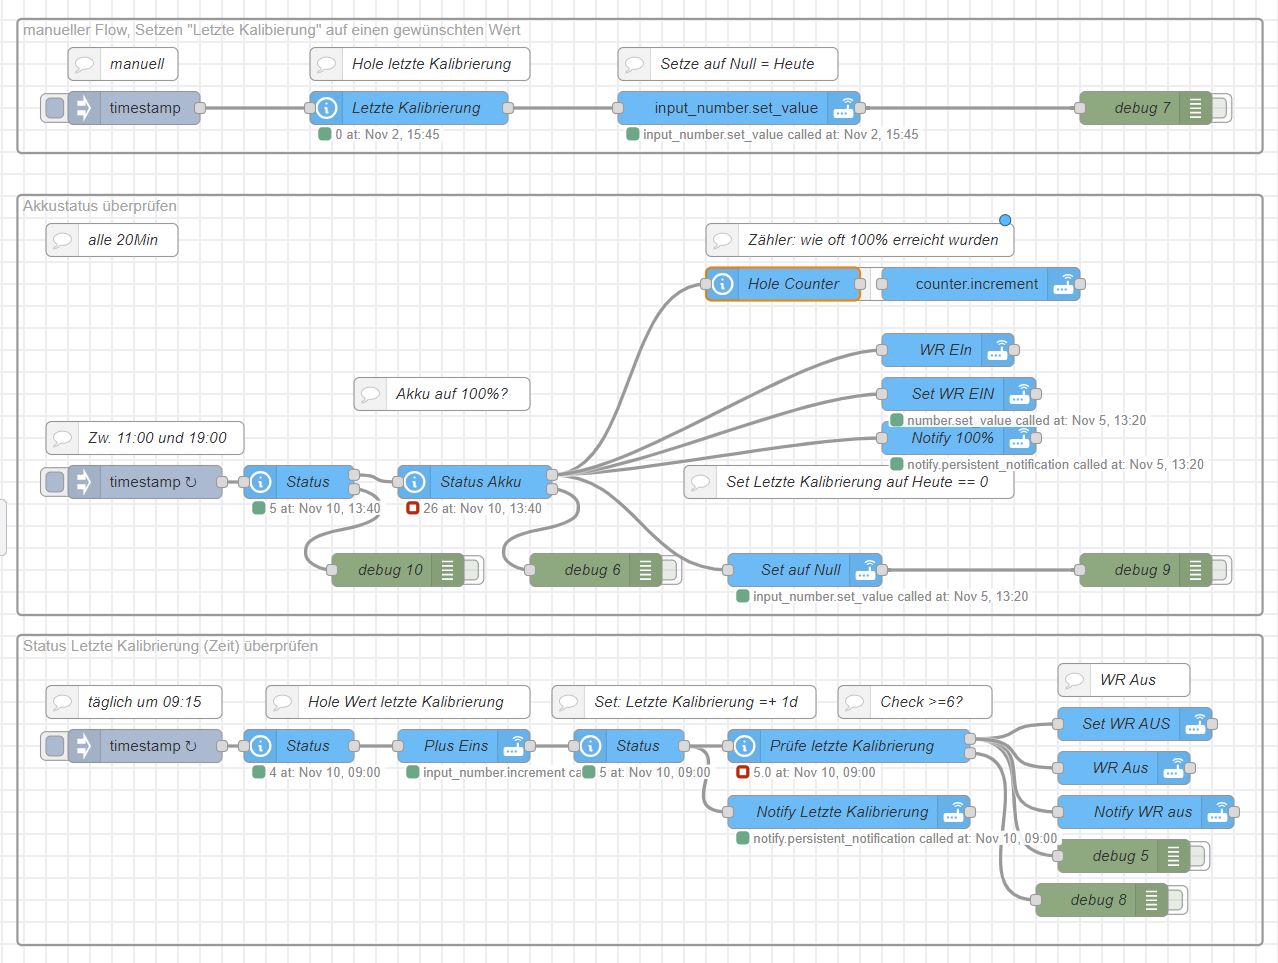 manueller Flow, Setzen "Letzte Kalibierung" auf einen gewünschten Wert
manuell
Hole letzte Kalibrierung
Setze auf Null = Heute
timestamp
Letzte Kalibrierung
input_number.set_value
debug 7
0 at: Nov 2, 15:45
input_number.set_value called at: Nov 2, 15:45
Akkustatus überprüfen
alle 20Min
Zähler: wie oft 100% erreicht wurden
Hole Counter
counter.increment
WR EIn
Akku auf 100%?
Set WR EIN
number.set_value called at: Nov 5, 13:20
Zw. 11:00 und 19:00
Notify 100%
notify.persistent_notification called at: Nov 5, 13:20
timestamp ↻
Status
Status Akku
Set Letzte Kalibrierung auf Heute == 0
5 at: Nov 10, 13:40
26 at: Nov 10, 13:40
debug 10
debug 6
Set auf Null
debug 9
input_number.set_value called at: Nov 5, 13:20
Status Letzte Kalibrierung (Zeit) überprüfen
WR Aus
täglich um 09:15
Hole Wert letzte Kalibrierung
Set: Letzte Kalibrierung =+ 1d
Check >=6?
Set WR AUS
timestamp ↻
Status
Plus Eins
Status
Prüfe letzte Kalibrierung
WR Aus
4 at: Nov 10, 09:00
input_number.increment ca
5 at: Nov 10, 09:00
5.0 at: Nov 10, 09:00
Notify Letzte Kalibrierung
Notify WR aus
notify.persistent_notification called at: Nov 10, 09:00
debug 5
debug 8